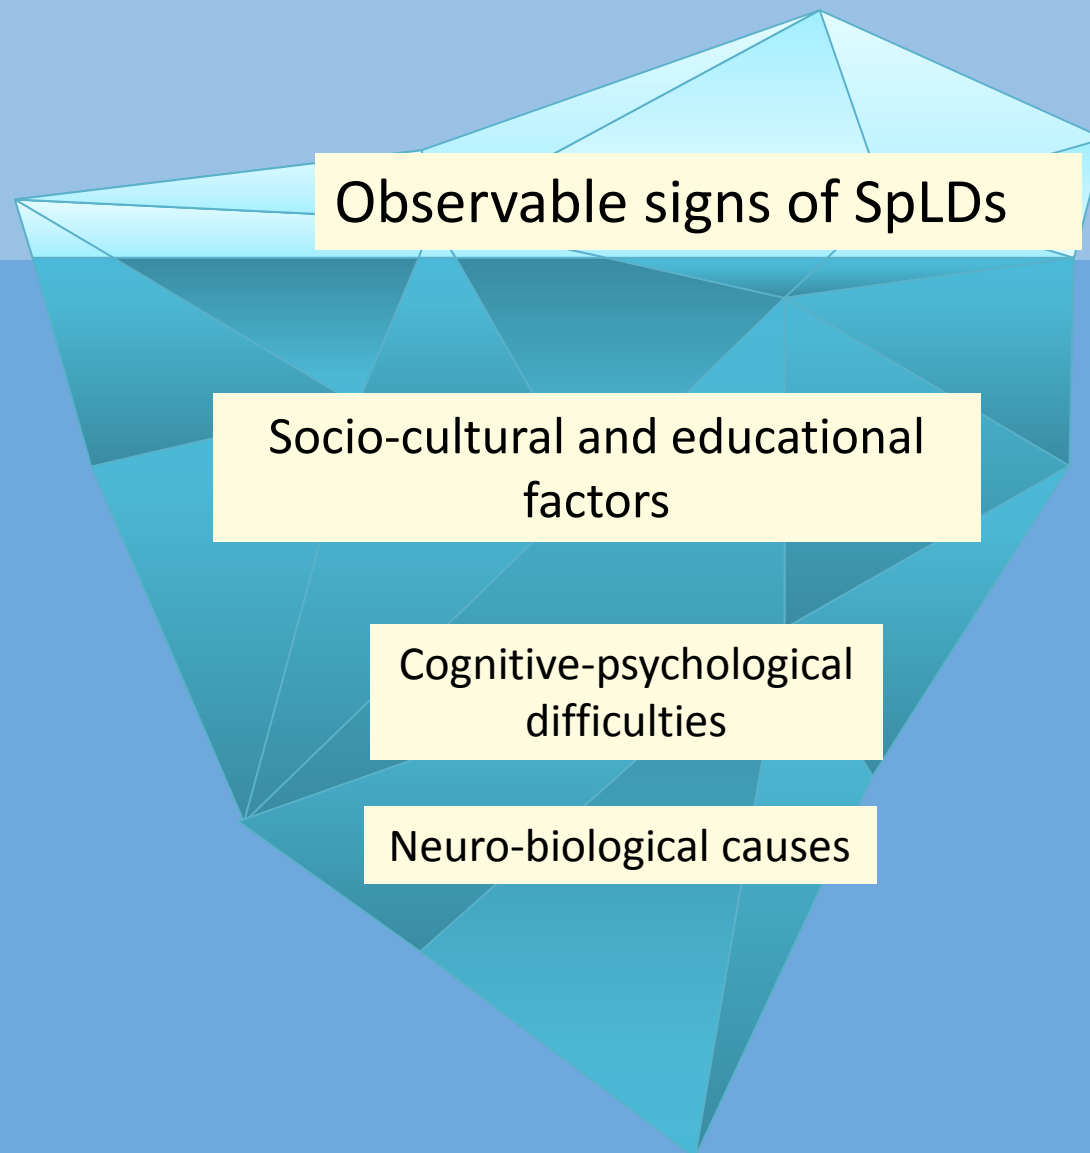 Observable signs of SpLDs
Socio-cultural and educational
factors
Cognitive-psychological
difficulties
Neuro-biological causes